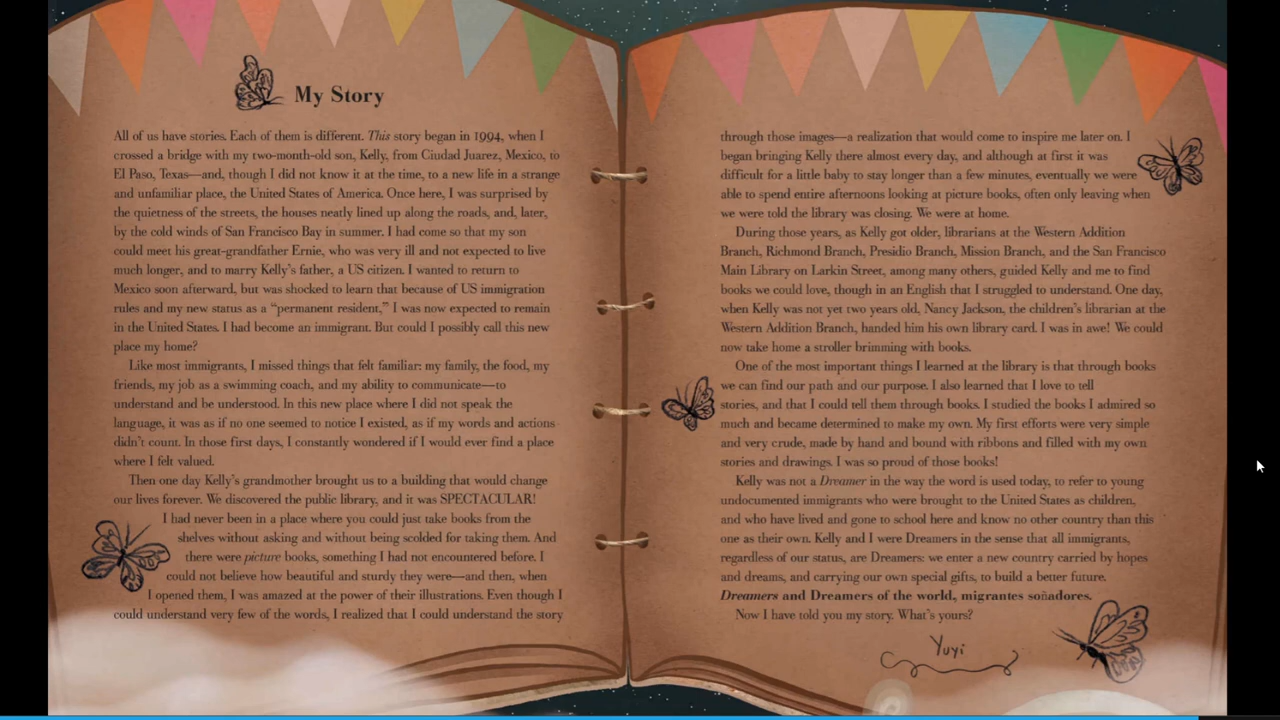 My Story
All of us have stories. Each of them is different. This story began in 1994, when I
crossed a bridge with my two-month-old son, Kelly, from Ciudad Juarez, Mexico, to
El Paso, Texas—and, though I did not know it at the time, to a new life in a strange
and unfamiliar place, the United States of America. Once here, I was surprised by
the quietness of the streets, the houses neatly lined up along the roads, and, later,
by the cold winds of San Francisco Bay in summer. I had come so that my son
could meet his great-grandfather Ernie, who was very ill and not expected to live
much longer, and to marry Kelly's father, a US citizen. I wanted to return to
Mexico soon afterward, but was shocked to learn that because of US immigration
rules and my new status as a “permanent resident,” I was now expected to remain
in the United States. I had become an immigrant. But could I possibly call this new
place my home?
Like most immigrants, I missed things that felt familiar: my family, the food, my
friends, my job as a swimming coach, and my ability to communicate—to
understand and be understood. In this new place where I did not speak the
language, it was as if no one seemed to notice I existed, as if my words and actions
didn't count. In those first days, I constantly wondered if I would ever find a place
where I felt valued.
Then one day Kelly's grandmother brought us to a building that would change
our lives forever. We discovered the public library, and it was SPECTACULAR!
I had never been in a place where you could just take books from the
shelves without asking and without being scolded for taking them. And
there were picture books, something I had not encountered before. I
could not believe how beautiful and sturdy they were—and then, when
I opened them, I was amazed at the power of their illustrations. Even though I
could understand very few of the words, I realized that I could understand the story
through those images—a realization that would come to inspire me later on. I
began bringing Kelly there almost every day, and although at first it was
difficult for a little baby to stay longer than a few minutes, eventually we were
able to spend entire afternoons looking at picture books, often only leaving when
we were told the library was closing. We were at home.
During those years, as Kelly got older, librarians at the Western Addition
Branch, Richmond Branch, Presidio Branch, Mission Branch, and the San Francisco
Main Library on Larkin Street, among many others, guided Kelly and me to find
books we could love, though in an English that I struggled to understand. One day,
when Kelly was not yet two years old, Nancy Jackson, the children's librarian at the
Western Addition Branch, handed him his own library card. I was in awe! We could
now take home a stroller brimming with books.
One of the most important things I learned at the library is that through books
we can find our path and our purpose. I also learned that I love to tell
stories, and that I could tell them through books. I studied the books I admired so
much and became determined to make my own. My first efforts were very simple
and very crude, made by hand and bound with ribbons and filled with my own
stories and drawings. I was so proud of those books!
Kelly was not a Dreamer in the way the word is used today, to refer to young
undocumented immigrants who were brought to the United States as children,
and who have lived and gone to school here and know no other country than this
one as their own. Kelly and I were Dreamers in the sense that all immigrants,
regardless of our status, are Dreamers: we enter a new country carried by hopes
and dreams, and carrying our own special gifts, to build a better future.
Dreamers and Dreamers of the world, migrantes soñadores.
Now I have told you my story. What's yours?
Yuyi